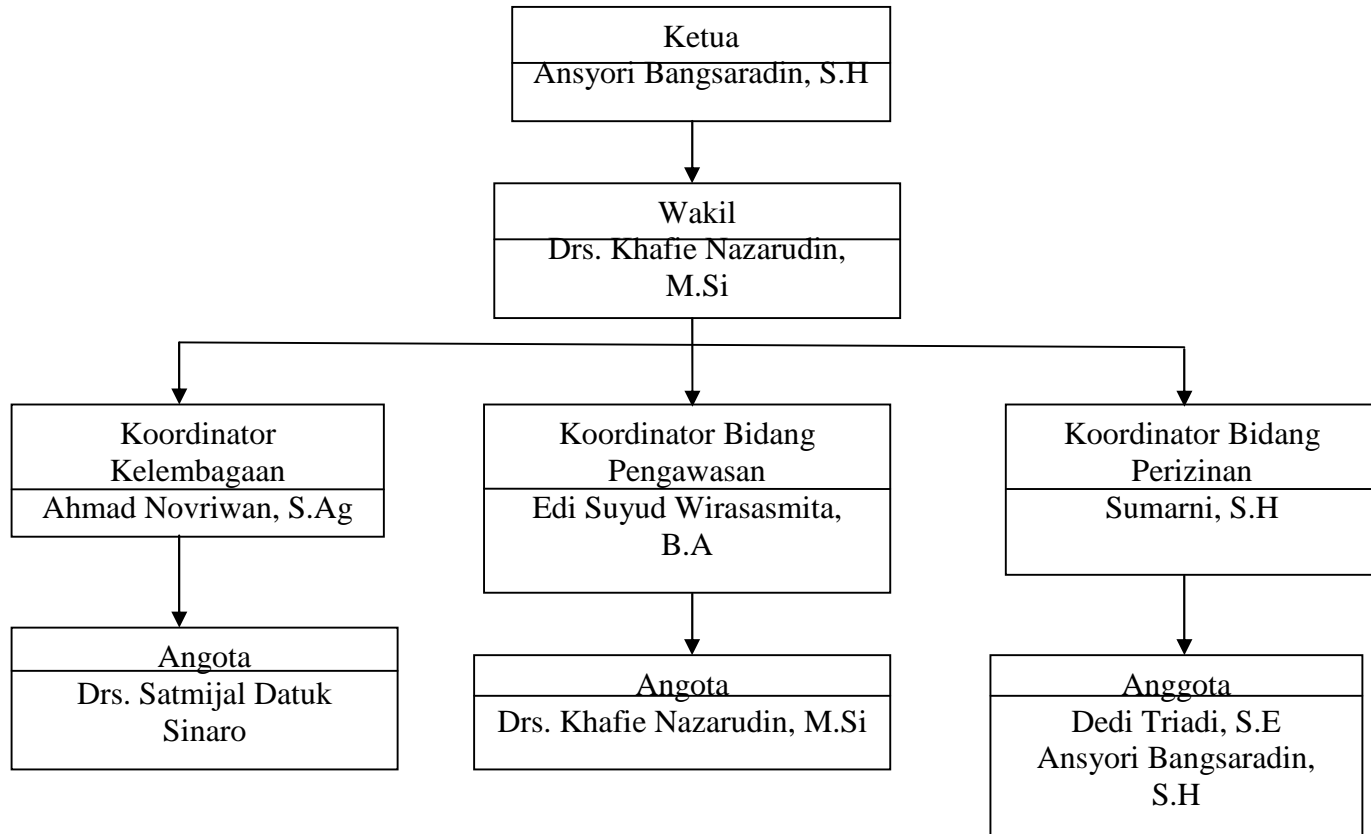 Ketua
Ansyori Bangsaradin, S.H
Wakil
Drs. Khafie Nazarudin,
M.Si
Koordinator
Kelembagaan
Ahmad Novriwan, S.Ag
Koordinator Bidang
Pengawasan
Edi Suyud Wirasasmita,
B.A
Koordinator Bidang
Perizinan
Sumarni, S.H
Angota
Drs. Satmijal Datuk
Sinaro
Angota
Drs. Khafie Nazarudin, M.Si
Anggota
Dedi Triadi, S.E
Ansyori Bangsaradin,
S.H